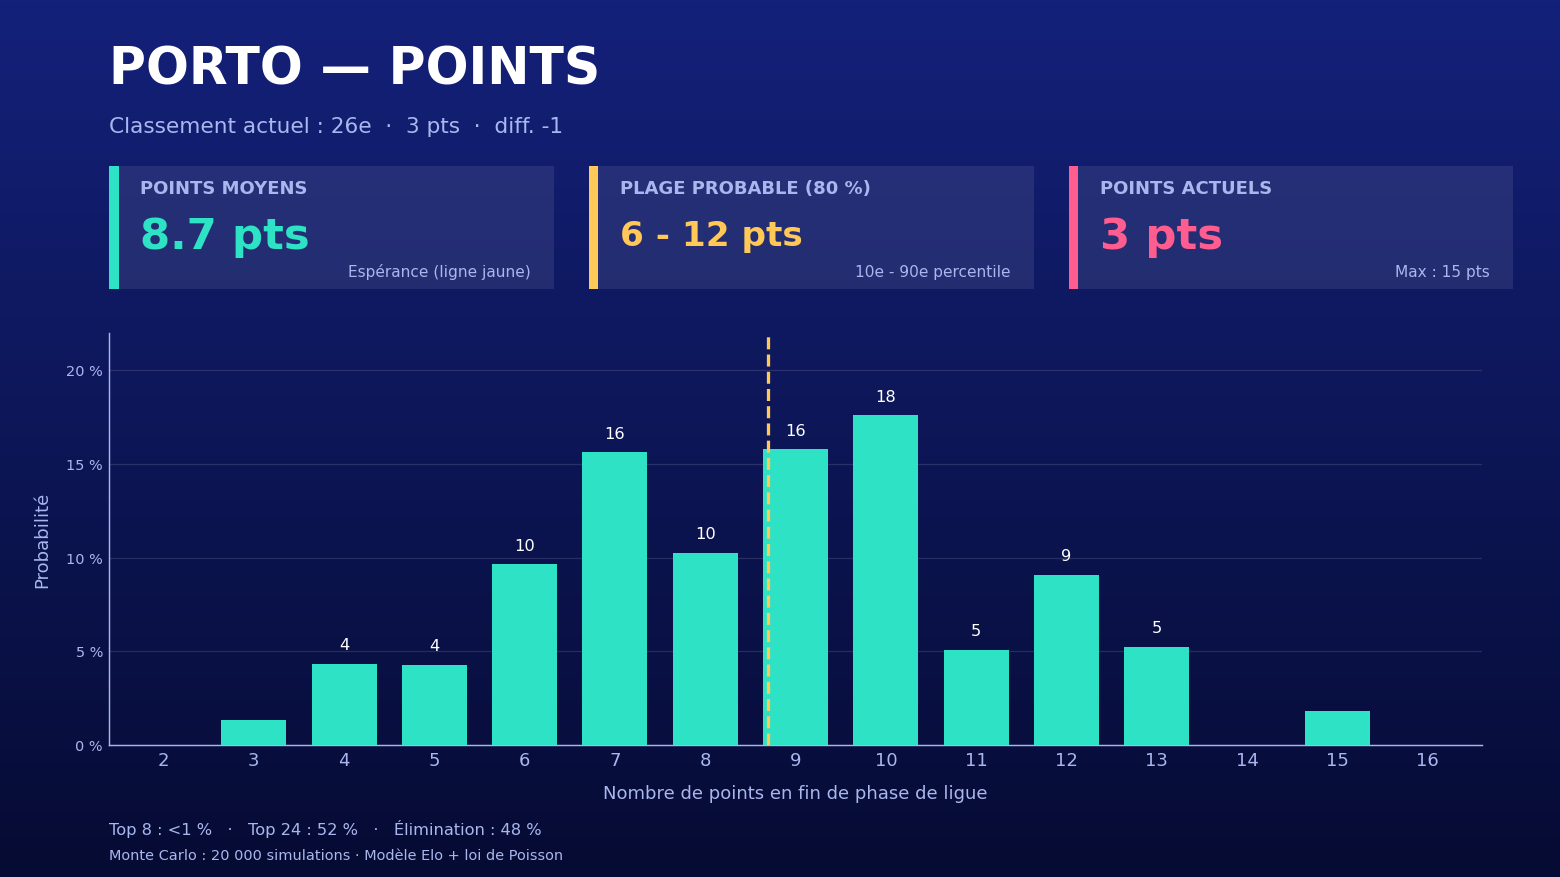 PORTO — POINTS
Classement actuel : 26e · 3 pts · diff. -1
POINTS MOYENS
8.7 pts
Espérance (ligne jaune)
PLAGE PROBABLE (80 %)
6 - 12 pts
10e - 90e percentile
POINTS ACTUELS
3 pts
Max : 15 pts
Probabilité
20 %
15 %
10 %
5 %
0 %
4
4
10
16
10
16
18
5
9
5
2 3 4 5 6 7 8 9 10 11 12 13 14 15 16
Nombre de points en fin de phase de ligue
Top 8 : <1 % · Top 24 : 52 % · Élimination : 48 %
Monte Carlo : 20 000 simulations · Modèle Elo + loi de Poisson